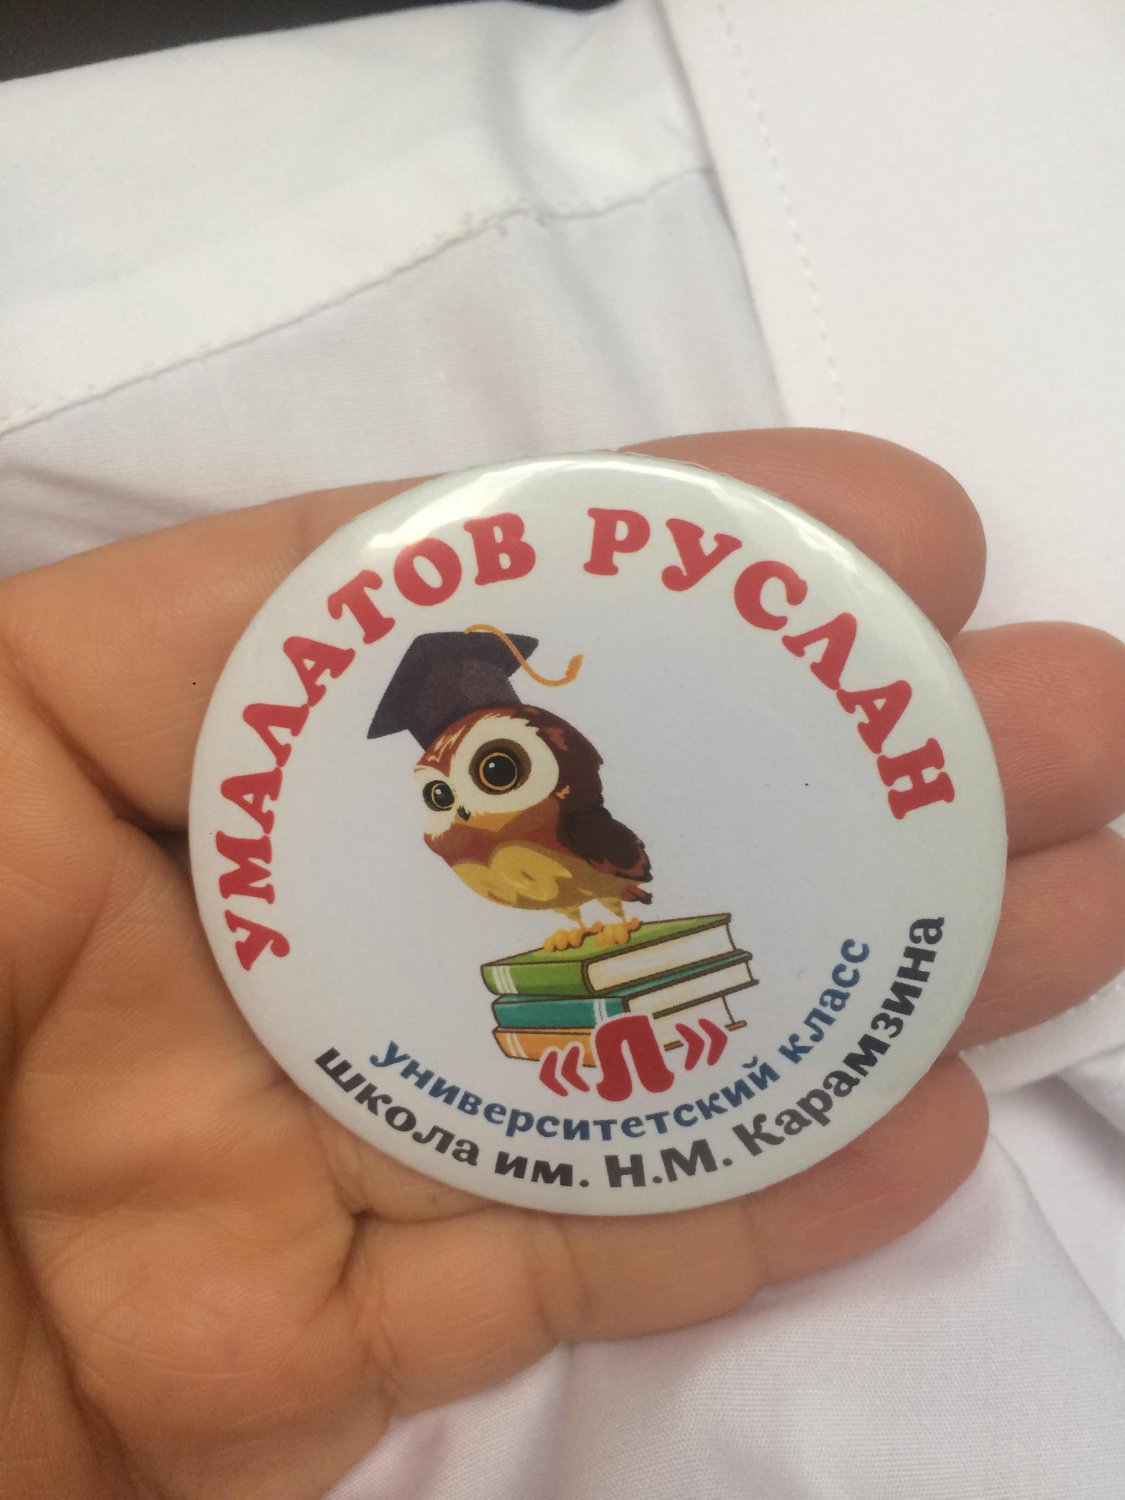 УМАЛАТОВ РУСЛАН
«Л»
университетский класс
школа им. Н.М. Карамзина